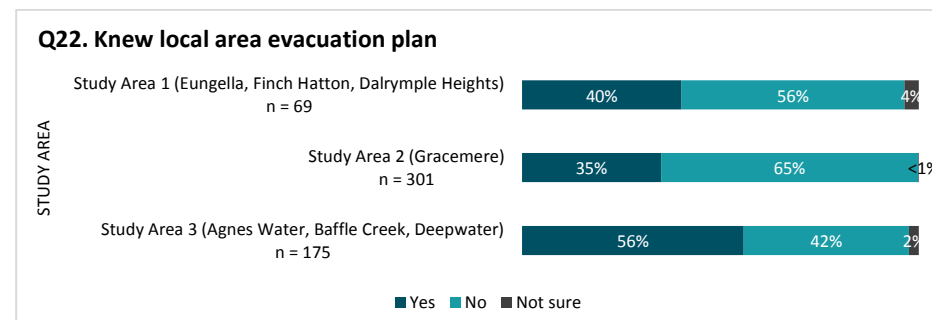 Q22. Knew local area evacuation plan
STUDY AREA
Study Area 1 (Eungella, Finch Hatton, Dalrymple Heights)
n = 69
40% 56% 4%
Study Area 2 (Gracemere)
n = 301
35% 65% <1%
Study Area 3 (Agnes Water, Baffle Creek, Deepwater)
n = 175
56% 42% 2%
Yes No Not sure